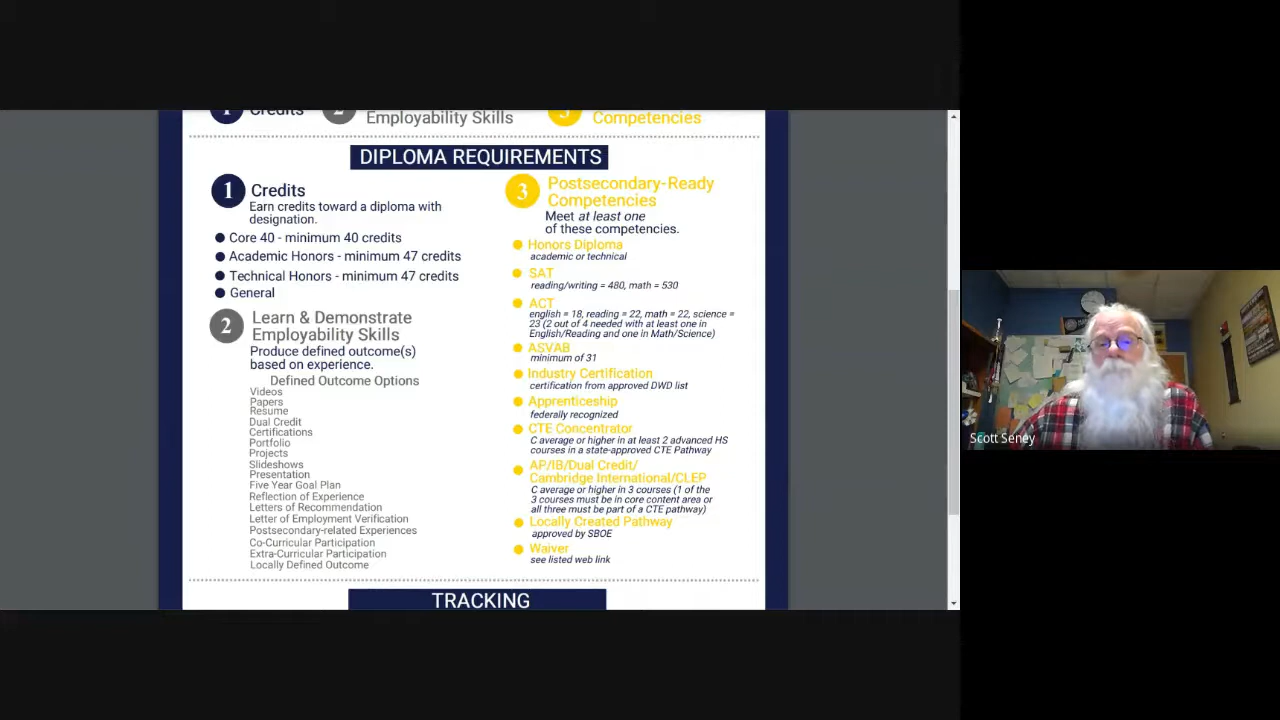 1 Credits 2 Employability Skills 3 Competencies
DIPLOMA REQUIREMENTS
1 Credits
Earn credits toward a diploma with
designation.
Core 40 - minimum 40 credits
Academic Honors - minimum 47 credits
Technical Honors - minimum 47 credits
General
2 Learn & Demonstrate
Employability Skills
Produce defined outcome(s)
based on experience.
Defined Outcome Options
Videos
Papers
Resume
Dual Credit
Certifications
Portfolio
Projects
Slideshows
Presentation
Five Year Goal Plan
Reflection of Experience
Letters of Recommendation
Letter of Employment Verification
Postsecondary-related Experiences
Co-Curricular Participation
Extra-Curricular Participation
Locally Defined Outcome
3 Postsecondary-Ready
Competencies
Meet at least one
of these competencies.
Honors Diploma
academic or technical
SAT
reading/writing = 480, math = 530
ACT
english = 18, reading = 22, math = 22, science =
23 (2 out of 4 needed with at least one in
English/Reading and one in Math/Science)
ASVAB
minimum of 31
Industry Certification
certification from approved DWD list
Apprenticeship
federally recognized
CTE Concentrator
C average or higher in at least 2 advanced HS
courses in a state-approved CTE Pathway
AP/IB/Dual Credit/
Cambridge International/CLEP
C average or higher in 3 courses (1 of the
3 courses must be in core content area or
all three must be part of a CTE pathway)
Locally Created Pathway
approved by SBOE
Waiver
see listed web link
TRACKING
Scott Seney